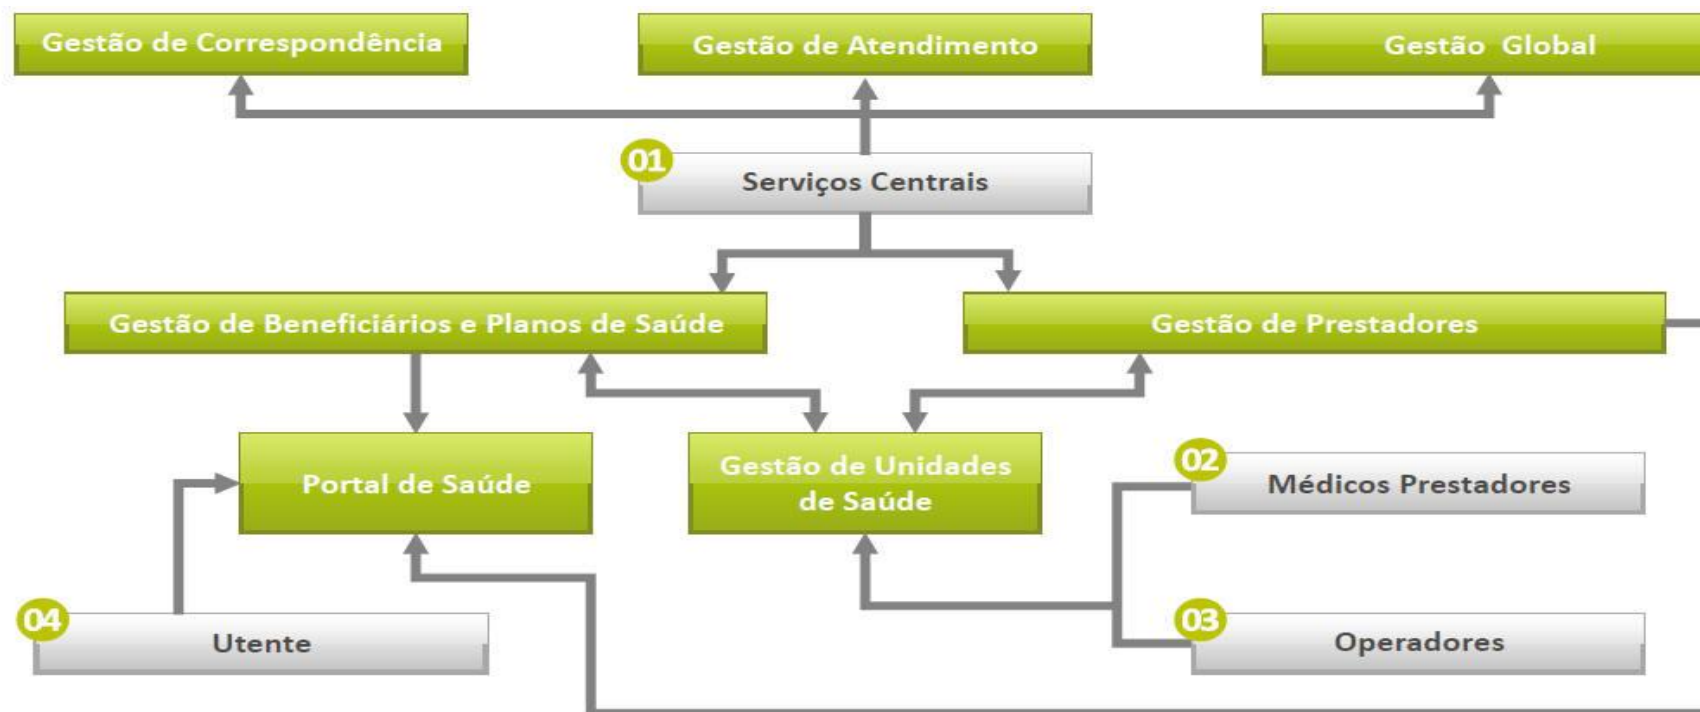 Gestão de Correspondência
Gestão de Atendimento
Gestão Global
01
Serviços Centrais
Gestão de Beneficiários e Planos de Saúde
Gestão de Prestadores
Portal de Saúde
Gestão de Unidades
de Saúde
02
Médicos Prestadores
04
Utente
03
Operadores